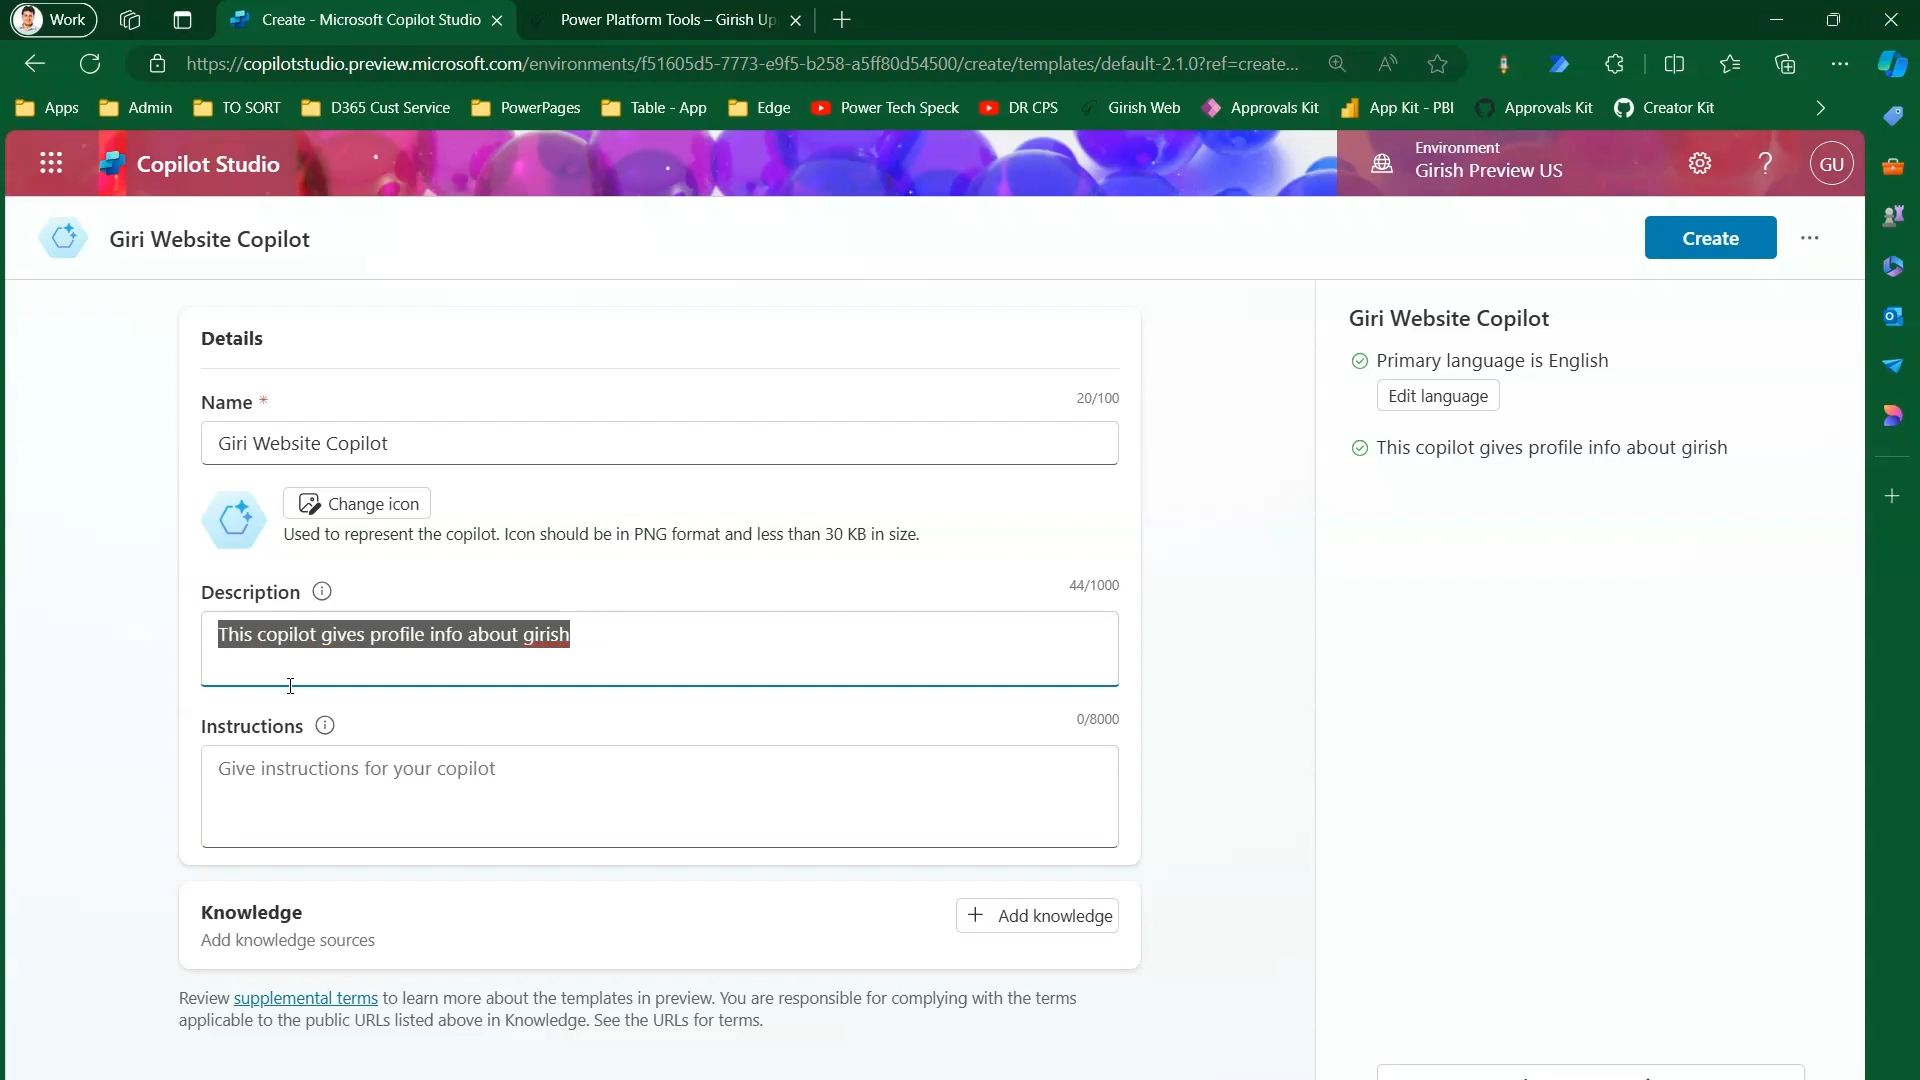 Work
Create - Microsoft Copilot Studio
Power Platform Tools – Girish Up
https://copilotstudio.preview.microsoft.com/environments/f51605d5-7773-e9f5-b258-a5ff80d54500/create/templates/default-2.1.0?ref=create...
Apps
Admin
TO SORT
D365 Cust Service
PowerPages
Table - App
Edge
Power Tech Speck
DR CPS
Girish Web
Approvals Kit
App Kit - PBI
Approvals Kit
Creator Kit
Copilot Studio
Environment
Girish Preview US
GU
Giri Website Copilot
Create
Details
Name *
20/100
Giri Website Copilot
Change icon
Used to represent the copilot. Icon should be in PNG format and less than 30 KB in size.
Description
44/1000
This copilot gives profile info about girish
Instructions
0/8000
Give instructions for your copilot
Knowledge
Add knowledge sources
Add knowledge
Review supplemental terms to learn more about the templates in preview. You are responsible for complying with the terms
applicable to the public URLs listed above in Knowledge. See the URLs for terms.
Giri Website Copilot
Primary language is English
Edit language
This copilot gives profile info about girish